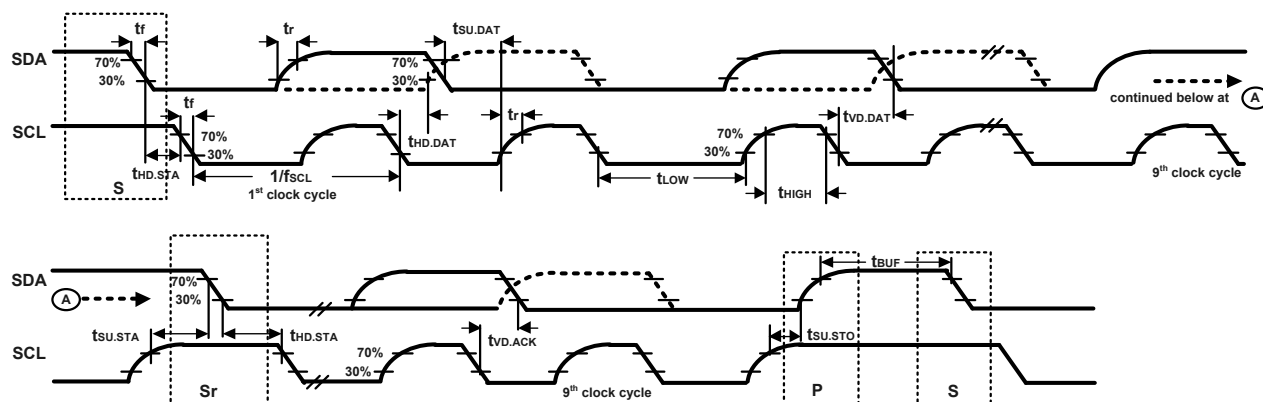 tf
tr
tSU.DAT
SDA
70%
30%
70%
30%
continued below at A
tf
tr
tVD.DAT
SCL
70%
30%
tHD.DAT
70%
30%
tHD.STA
1/fSCL
tLOW
9th clock cycle
S
1st clock cycle
tHIGH
tBUF
SDA
70%
A
30%
tSU.STA
tHD.STA
tVD.ACK
tSU.STO
SCL
70%
30%
Sr
9th clock cycle
P
S